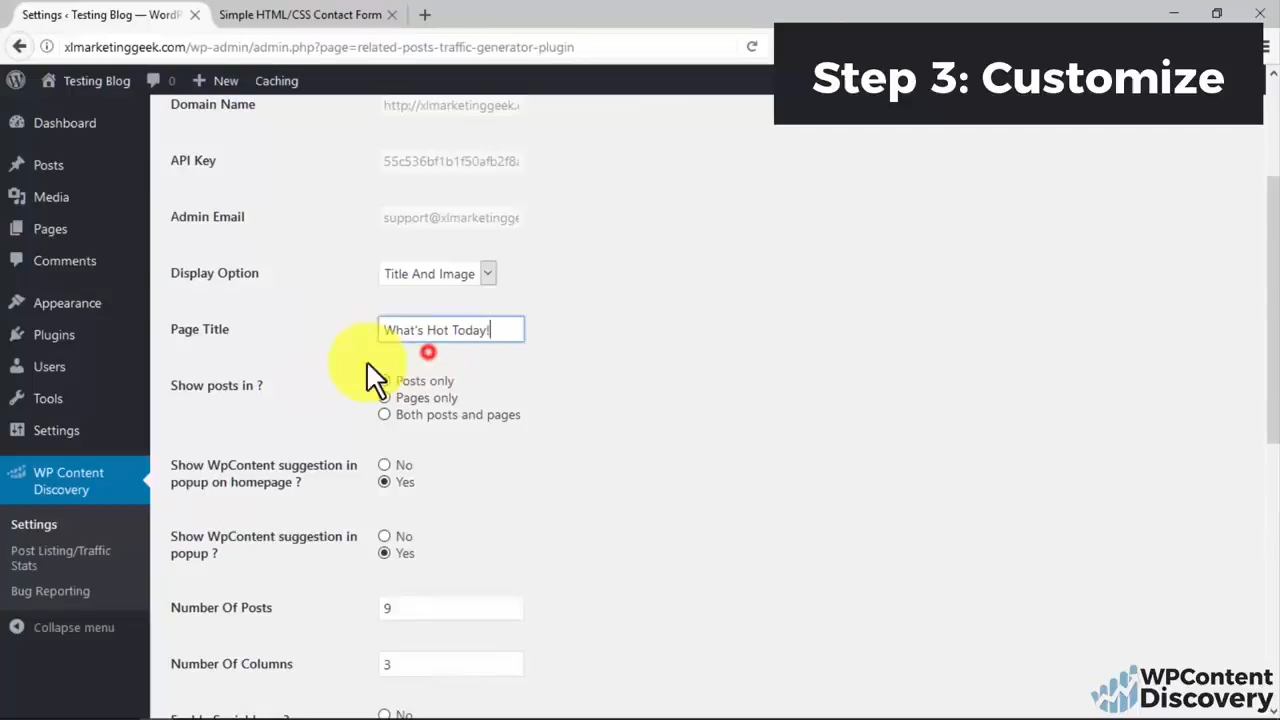 Settings ‹ Testing Blog — WordP
Simple HTML/CSS Contact Form
xlmarketinggeek.com/wp-admin/admin.php?page=related-posts-traffic-generator-plugin
Step 3: Customize
Testing Blog
0
New
Caching
Dashboard
Posts
Media
Pages
Comments
Appearance
Plugins
Users
Tools
Settings
WP Content
Discovery
Settings
Post Listing/Traffic
Stats
Bug Reporting
Collapse menu
Domain Name
http://xlmarketinggeek.
API Key
55c536bf1b1f50afb2f8
Admin Email
support@xlmarketingge
Display Option
Title And Image
Page Title
What's Hot Today!
Show posts in ?
Posts only
Pages only
Both posts and pages
Show WpContent suggestion in
popup on homepage ?
No
Yes
Show WpContent suggestion in
popup ?
No
Yes
Number Of Posts
9
Number Of Columns
3
No
WPContent
Discovery